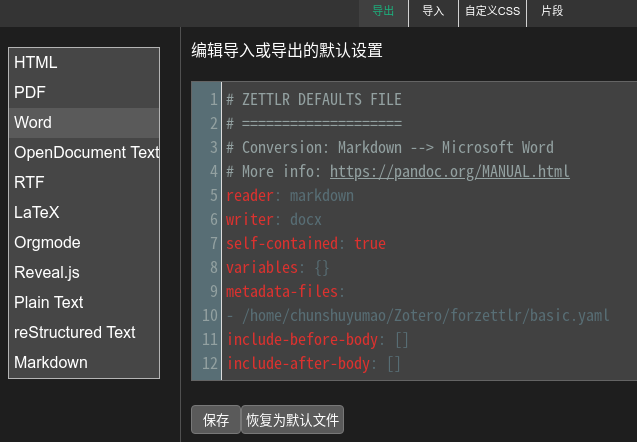 导出 导入 自定义CSS 片段
编辑导入或导出的默认设置
HTML
PDF
Word
OpenDocument Text
RTF
LaTeX
Orgmode
Reveal.js
Plain Text
reStructured Text
Markdown
1 # ZETTLR DEFAULTS FILE
2 # ====================
3 # Conversion: Markdown --> Microsoft Word
4 # More info: https://pandoc.org/MANUAL.html
5 reader: markdown
6 writer: docx
7 self-contained: true
8 variables: {}
9 metadata-files:
10 - /home/chunshuyumao/Zotero/forzettlr/basic.yaml
11 include-before-body: []
12 include-after-body: []
保存 恢复为默认文件